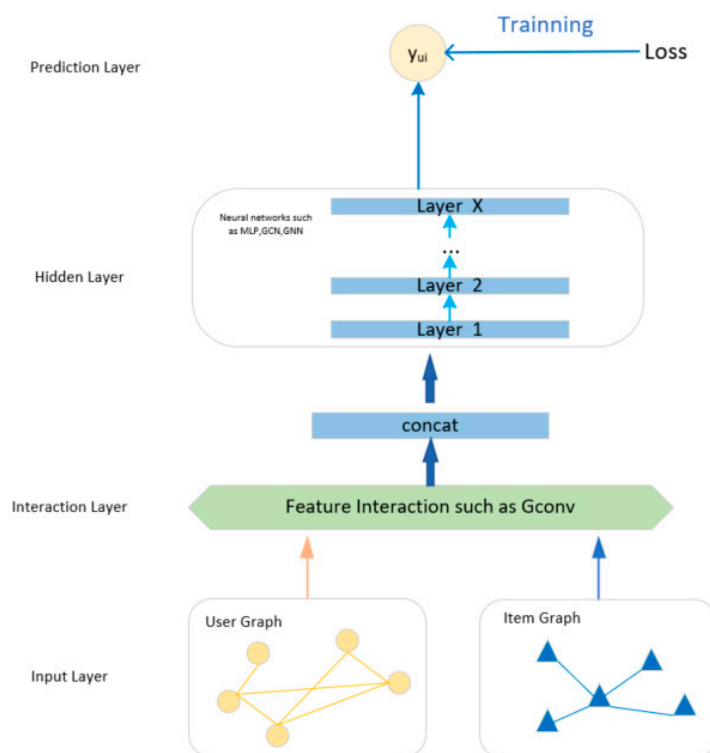 Trainning
Prediction Layer
yui
Loss
Neural networks such
as MLP,GCN,GNN
Layer X
...
Hidden Layer
Layer 2
Layer 1
concat
Interaction Layer
Feature Interaction such as Gconv
User Graph
Item Graph
Input Layer